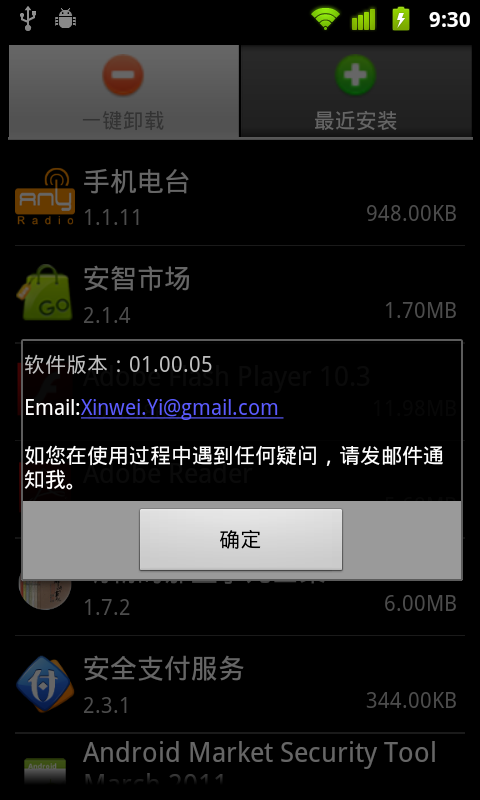 9:30
一键卸载
最近安装
手机电台
AnyRadio
1.1.11
948.00KB
安智市场
GO
2.1.4
1.70MB
软件版本：01.00.05
Adobe Flash Player 10.3
11.98MB
Email:Xinwei.Yi@gmail.com
如您在使用过程中遇到任何疑问，请发邮件通
知我。
Adobe Reader
确定
1.7.2
6.00MB
安全支付服务
2.3.1
344.00KB
Android Market Security Tool
March 2011
Android